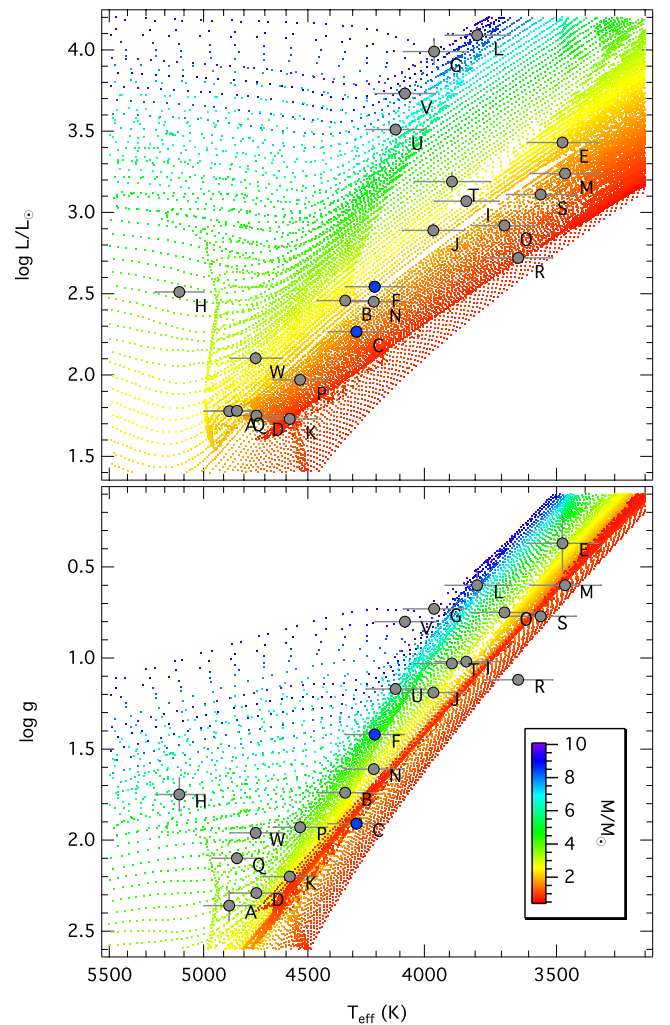 4.0
3.5
3.0
2.5
2.0
1.5
log L/L☉
L
G
V
U
E
M
T
S
I
O
J
R
H
F
B
N
C
W
P
A
Q
D
K
0.5
1.0
1.5
2.0
2.5
log g
E
L
M
G
O
S
V
T
I
R
U
J
F
N
H
B
C
P
W
Q
K
D
A
10
8
6
4
2
M/M☉
5500
5000
4500
4000
3500
Teff (K)